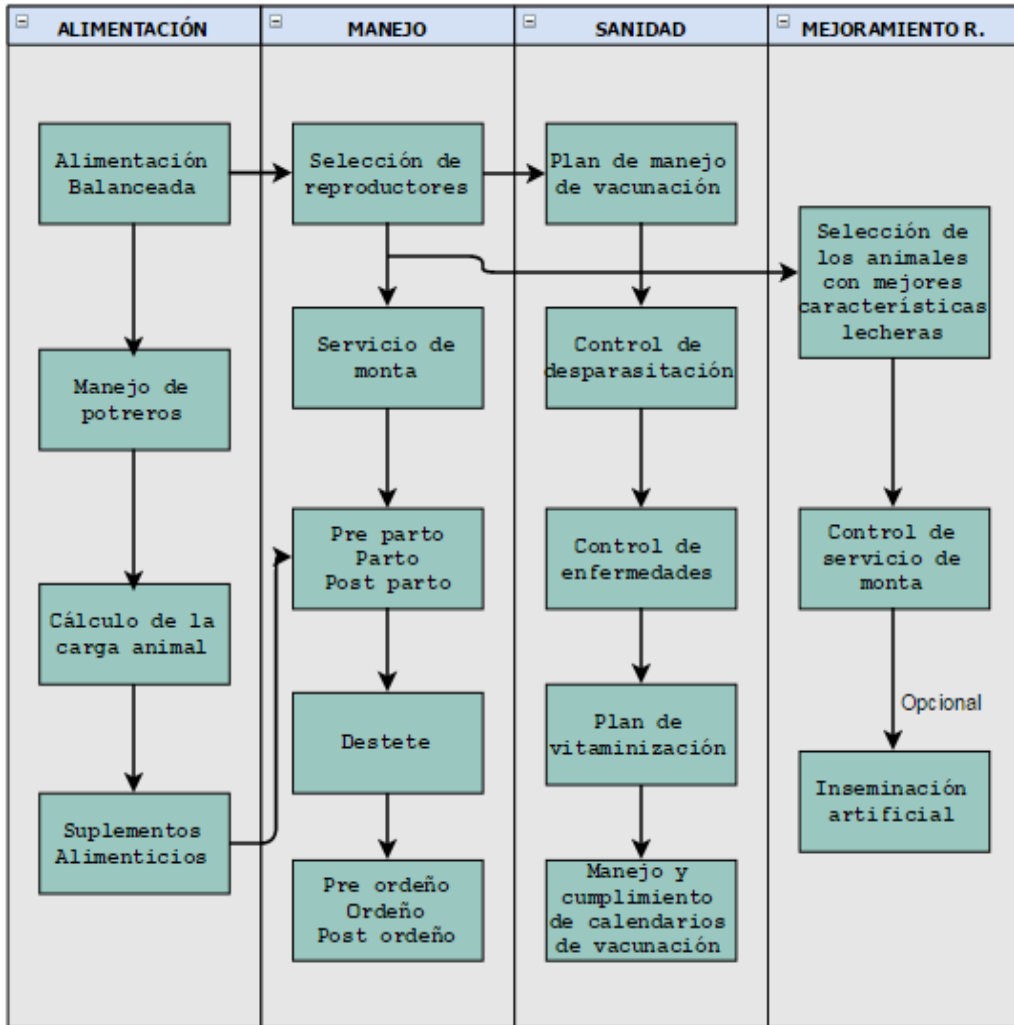 ALIMENTACIÓN
MANEJO
SANIDAD
MEJORAMIENTO R.
Alimentación
Balanceada
Manejo de
potreros
Cálculo de la
carga animal
Suplementos
Alimenticios
Selección de
reproductores
Servicio de
monta
Pre parto
Parto
Post parto
Destete
Pre ordeño
Ordeño
Post ordeño
Plan de manejo
de vacunación
Control de
desparasitación
Control de
enfermedades
Plan de
vitaminización
Manejo y
cumplimiento
de calendarios
de vacunación
Selección de
los animales
con mejores
características
lecheras
Control de
servicio de
monta
Opcional
Inseminación
artificial